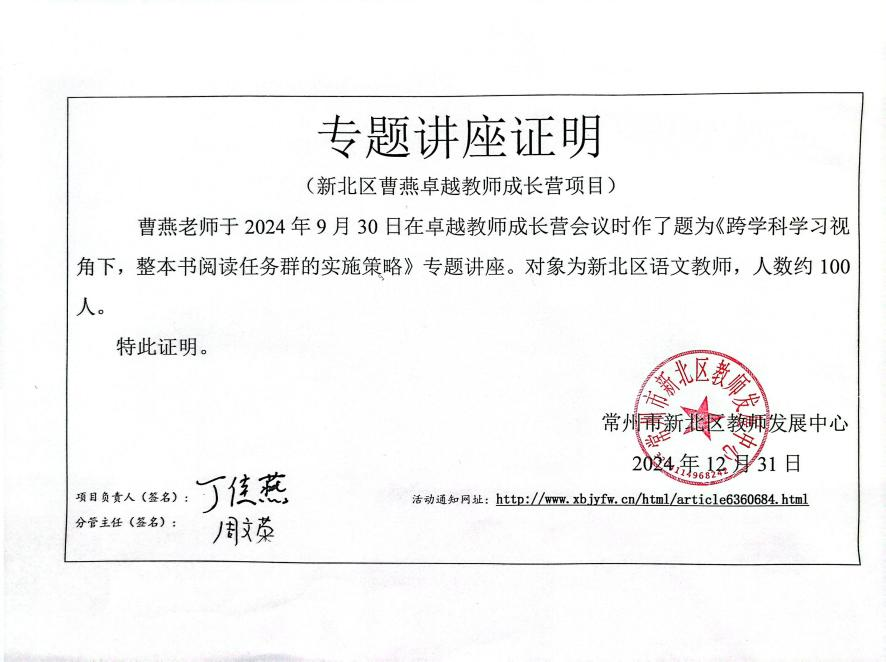 专题讲座证明
（新北区曹燕卓越教师成长营项目）
曹燕老师于 2024 年 9 月 30 日在卓越教师成长营会议时作了题为《跨学科学习视
角下，整本书阅读任务群的实施策略》专题讲座。对象为新北区语文教师，人数约 100
人。
特此证明。
常州市新北区教师发展中心
常州市新北区教师发展中心
2024 年 12 月 31 日
项目负责人（签名）： 丁佳燕
活动通知网址：http://www.xbjyfw.cn/html/article6360684.html
分管主任（签名）： 周文荣